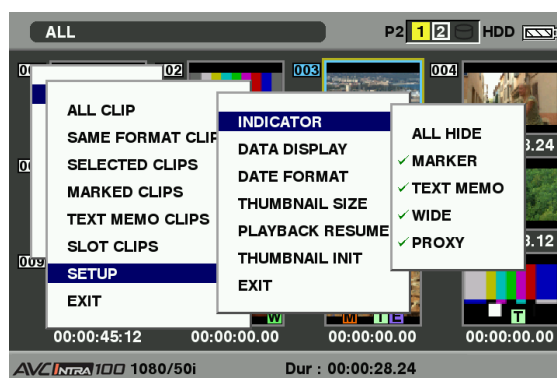 ALL
P2 1 2 HDD
02 003 004
ALL CLIP
SAME FORMAT CLIP
SELECTED CLIPS
MARKED CLIPS
TEXT MEMO CLIPS
SLOT CLIPS
SETUP
EXIT
INDICATOR
DATA DISPLAY
DATE FORMAT
THUMBNAIL SIZE
PLAYBACK RESUME
THUMBNAIL INIT
EXIT
ALL HIDE
✓ MARKER
✓ TEXT MEMO
✓ WIDE
✓ PROXY
3.24
3.12
009
W M T E T
00:00:45:12 00:00:00.00 00:00:00.00 00:00:00.00
AVC INTRA 100 1080/50i Dur : 00:00:28.24